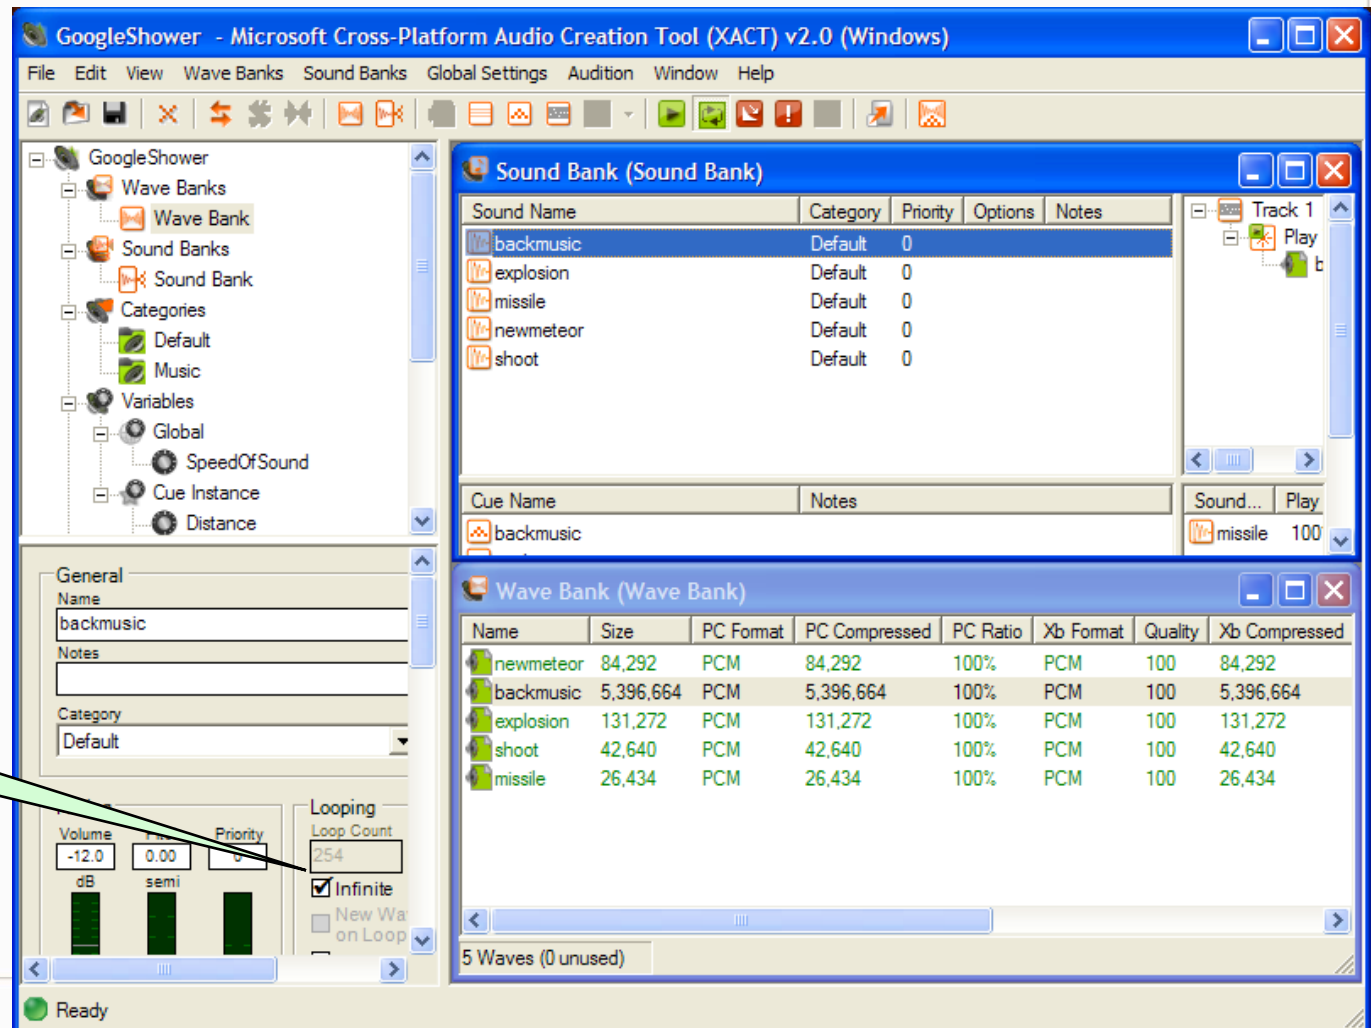 GoogleShower - Microsoft Cross-Platform Audio Creation Tool (XACT) v2.0 (Windows)
File Edit View Wave Banks Sound Banks Global Settings Audition Window Help
GoogleShower
Wave Banks
Wave Bank
Sound Banks
Sound Bank
Categories
Default
Music
Variables
Global
SpeedOfSound
Cue Instance
Distance
General
Name
backmusic
Notes
Category
Default
Volume Priority
-12.0 0.00 0
dB semi
Looping
Loop Count
254
Infinite
New Wa
on Loop
Sound Bank (Sound Bank)
Sound Name Category Priority Options Notes
backmusic Default 0
explosion Default 0
missile Default 0
newmeteor Default 0
shoot Default 0
Track 1
Play
b
Cue Name Notes
backmusic
Sound... Play
missile 100
Wave Bank (Wave Bank)
Name Size PC Format PC Compressed PC Ratio Xb Format Quality Xb Compressed
newmeteor 84,292 PCM 84,292 100% PCM 100 84,292
backmusic 5,396,664 PCM 5,396,664 100% PCM 100 5,396,664
explosion 131,272 PCM 131,272 100% PCM 100 131,272
shoot 42,640 PCM 42,640 100% PCM 100 42,640
missile 26,434 PCM 26,434 100% PCM 100 26,434
5 Waves (0 unused)
Ready